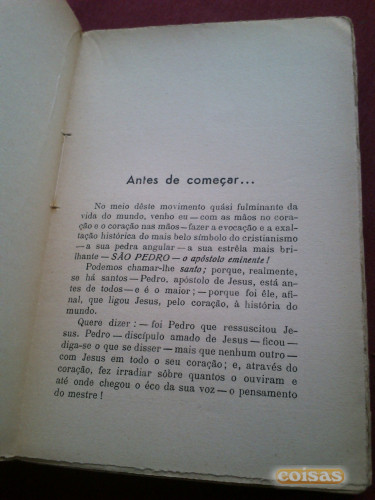 Antes de começar...
No meio dêste movimento quási fulminante da
vida do mundo, venho eu — com as mãos no cora-
ção e o coração nas mãos — fazer a evocação e a exal-
tação histórica do mais belo símbolo do cristianismo
— a sua pedra angular — a sua estrêla mais bri-
lhante — SÃO PEDRO — o apóstolo eminente!
Podemos chamar-lhe santo; porque, realmente,
se há santos — Pedro, apóstolo de Jesus, está an-
tes de todos — e é o maior; — porque foi êle, afi-
nal, que ligou Jesus, pelo coração, à história do
mundo.
Quere dizer: — foi Pedro que ressuscitou Je-
sus. Pedro — discípulo amado de Jesus — ficou —
diga-se o que se disser — mais que nenhum outro —
com Jesus em todo o seu coração; e, através do
coração, fez irradiar sôbre quantos o ouviram e
até onde chegou o éco da sua voz — o pensamento
do mestre!
coisas